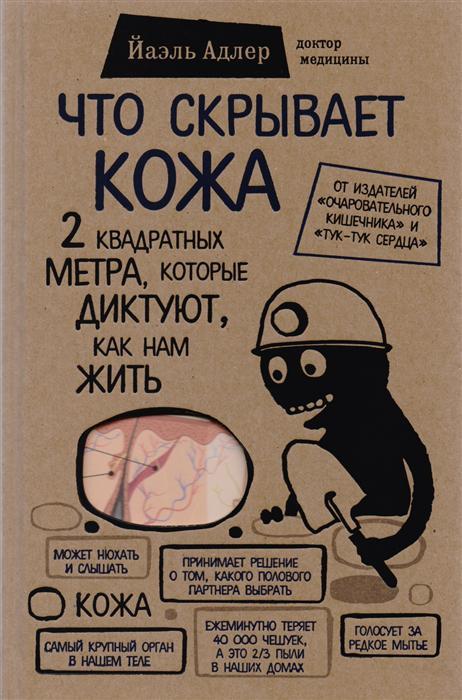 Йаэль Адлер
доктор
медицины
ЧТО СКРЫВАЕТ
КОЖА
2 КВАДРАТНЫХ
МЕТРА, КОТОРЫЕ
ДИКТУЮТ,
КАК НАМ
ЖИТЬ
ОТ ИЗДАТЕЛЕЙ
«ОЧАРОВАТЕЛЬНОГО
КИШЕЧНИКА» И
«ТУК-ТУК СЕРДЦА»
МОЖЕТ НЮХАТЬ
И СЛЫШАТЬ
ПРИНИМАЕТ РЕШЕНИЕ
О ТОМ, КАКОГО ПОЛОВОГО
ПАРТНЕРА ВЫБРАТЬ
КОЖА
САМЫЙ КРУПНЫЙ ОРГАН
В НАШЕМ ТЕЛЕ
ЕЖЕМИНУТНО ТЕРЯЕТ
40 000 ЧЕШУЕК,
А ЭТО 2/3 ПЫЛИ
В НАШИХ ДОМАХ
ГОЛОСУЕТ ЗА
РЕДКОЕ МЫТЬЕ